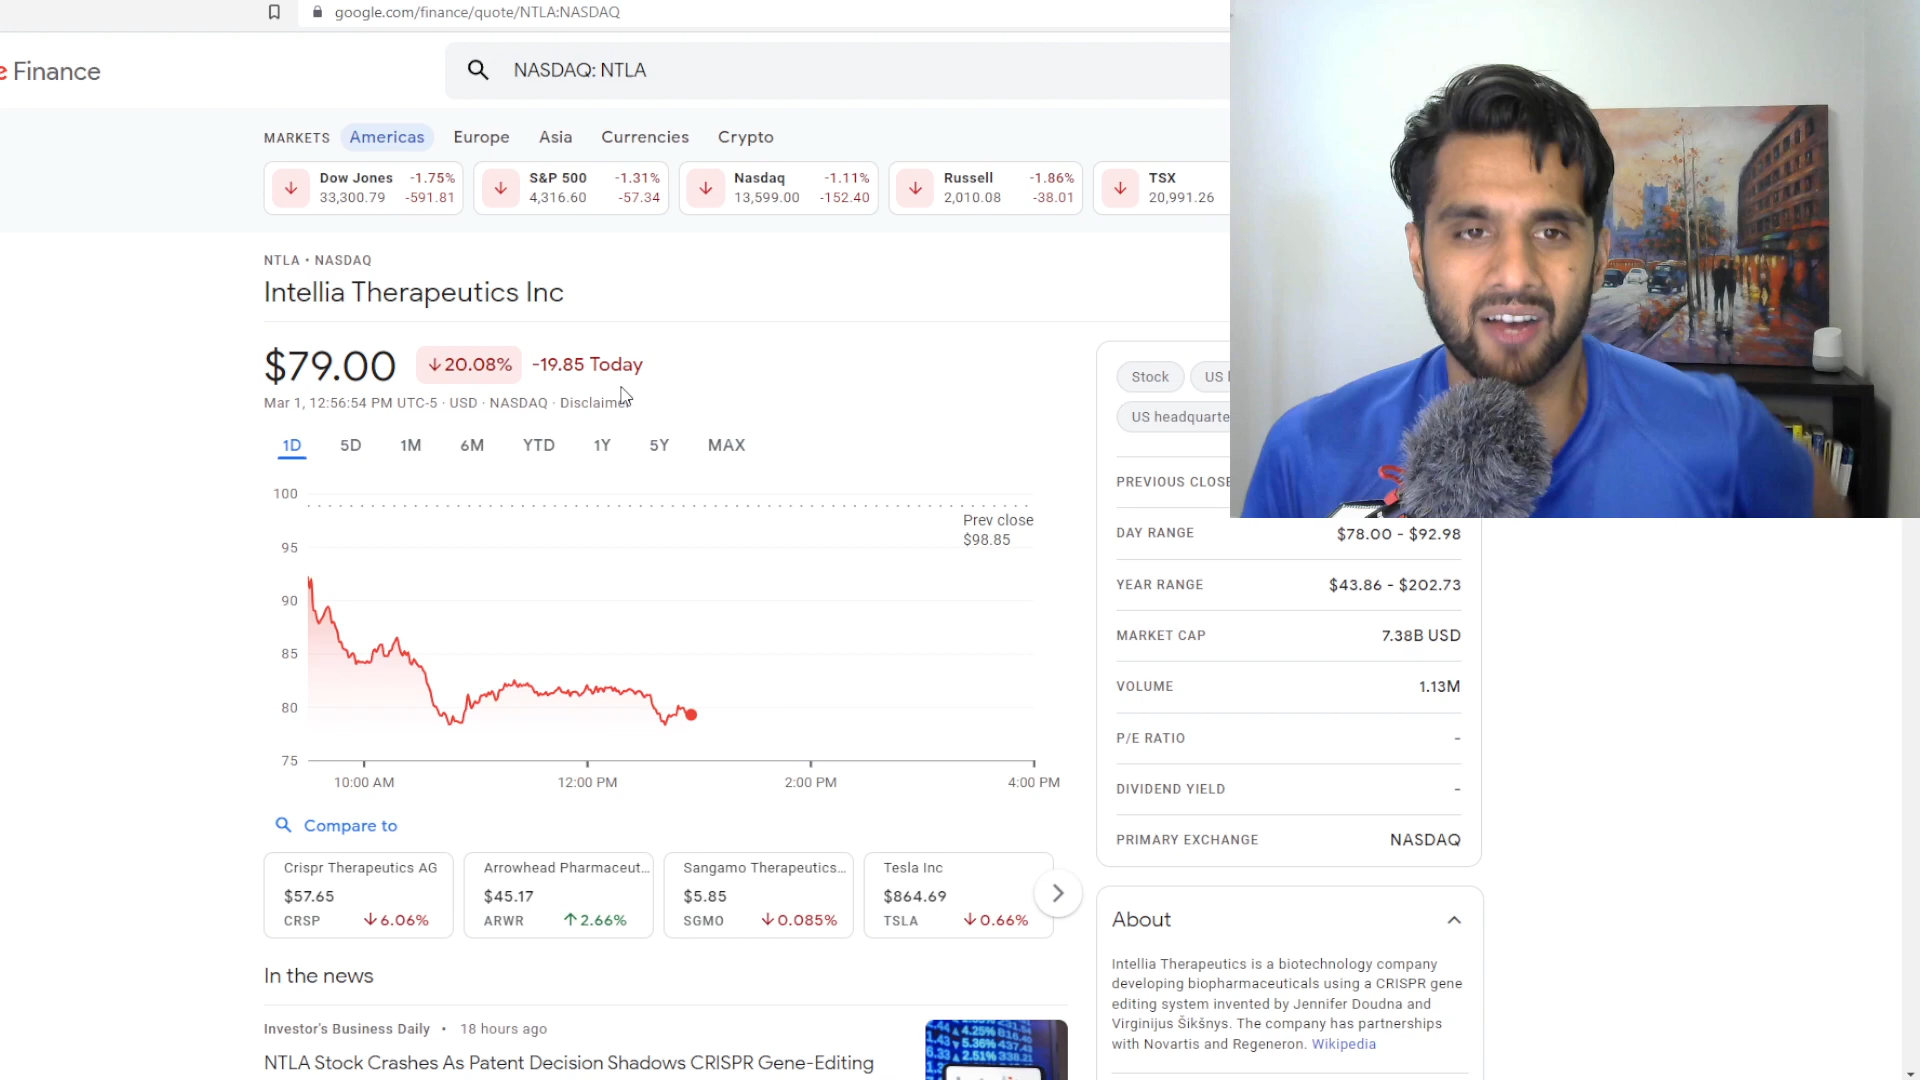 google.com/finance/quote/NTLA:NASDAQ
Finance
NASDAQ: NTLA
MARKETS Americas Europe Asia Currencies Crypto
Dow Jones -1.75%
33,300.79 -591.81
S&P 500 -1.31%
4,316.60 -57.34
Nasdaq -1.11%
13,599.00 -152.40
Russell -1.86%
2,010.08 -38.01
TSX
20,991.26
NTLA • NASDAQ
Intellia Therapeutics Inc
$79.00 ↓20.08% -19.85 Today
Mar 1, 12:56:54 PM UTC-5 · USD · NASDAQ · Disclaimer
1D 5D 1M 6M YTD 1Y 5Y MAX
100
95
90
85
80
75
Prev close
$98.85
10:00 AM 12:00 PM 2:00 PM 4:00 PM
Compare to
Crispr Therapeutics AG
$57.65
CRSP ↓6.06%
Arrowhead Pharmaceut...
$45.17
ARWR ↑2.66%
Sangamo Therapeutics...
$5.85
SGMO ↓0.085%
Tesla Inc
$864.69
TSLA ↓0.66%
In the news
Investor's Business Daily • 18 hours ago
NTLA Stock Crashes As Patent Decision Shadows CRISPR Gene-Editing
Stock US
US headquarte
PREVIOUS CLOSE
DAY RANGE $78.00 - $92.98
YEAR RANGE $43.86 - $202.73
MARKET CAP 7.38B USD
VOLUME 1.13M
P/E RATIO -
DIVIDEND YIELD -
PRIMARY EXCHANGE NASDAQ
About
Intellia Therapeutics is a biotechnology company
developing biopharmaceuticals using a CRISPR gene
editing system invented by Jennifer Doudna and
Virginijus Šikšnys. The company has partnerships
with Novartis and Regeneron. Wikipedia